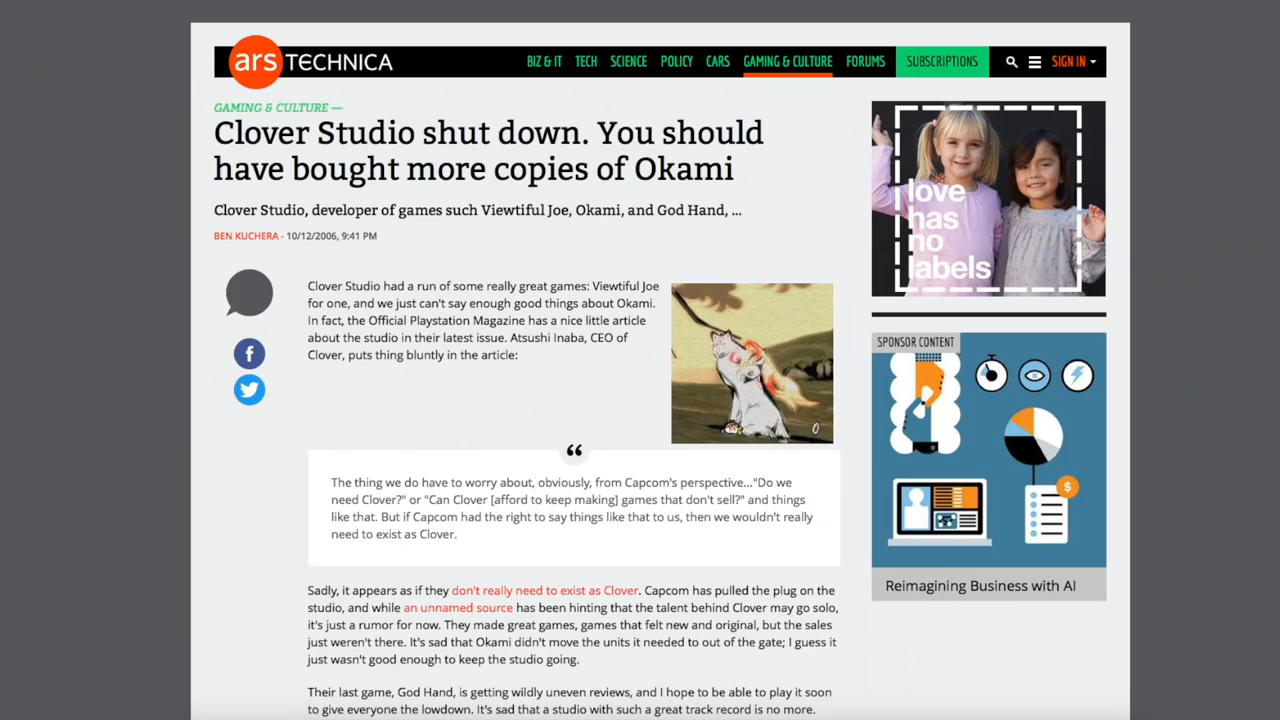 ars TECHNICA
BIZ & IT TECH SCIENCE POLICY CARS GAMING & CULTURE FORUMS SUBSCRIPTIONS SIGN IN
GAMING & CULTURE —
Clover Studio shut down. You should
have bought more copies of Okami
Clover Studio, developer of games such Viewtiful Joe, Okami, and God Hand, ...
BEN KUCHERA - 10/12/2006, 9:41 PM
Clover Studio had a run of some really great games: Viewtiful Joe
for one, and we just can't say enough good things about Okami.
In fact, the Official Playstation Magazine has a nice little article
about the studio in their latest issue. Atsushi Inaba, CEO of
Clover, puts thing bluntly in the article:
“
The thing we do have to worry about, obviously, from Capcom's perspective..."Do we
need Clover?" or "Can Clover [afford to keep making] games that don't sell?" and things
like that. But if Capcom had the right to say things like that to us, then we wouldn't really
need to exist as Clover.
Sadly, it appears as if they don't really need to exist as Clover. Capcom has pulled the plug on the
studio, and while an unnamed source has been hinting that the talent behind Clover may go solo,
it's just a rumor for now. They made great games, games that felt new and original, but the sales
just weren't there. It's sad that Okami didn't move the units it needed to out of the gate; I guess it
just wasn't good enough to keep the studio going.
Their last game, God Hand, is getting wildly uneven reviews, and I hope to be able to play it soon
to give everyone the lowdown. It's sad that a studio with such a great track record is no more.
love
has
no
labels
SPONSOR CONTENT
$
Reimagining Business with AI